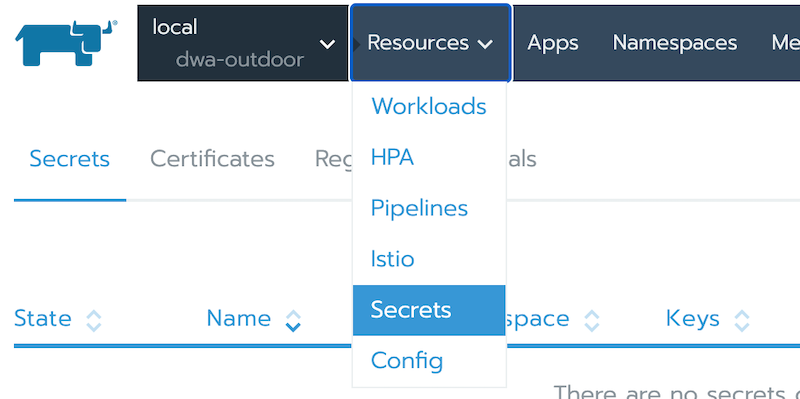 local
dwa-outdoor
Resources
Apps
Namespaces
Me
Workloads
HPA
Pipelines
Istio
Secrets
Config
Secrets
Certificates
Reg
als
State
Name
space
Keys
There are no secrets